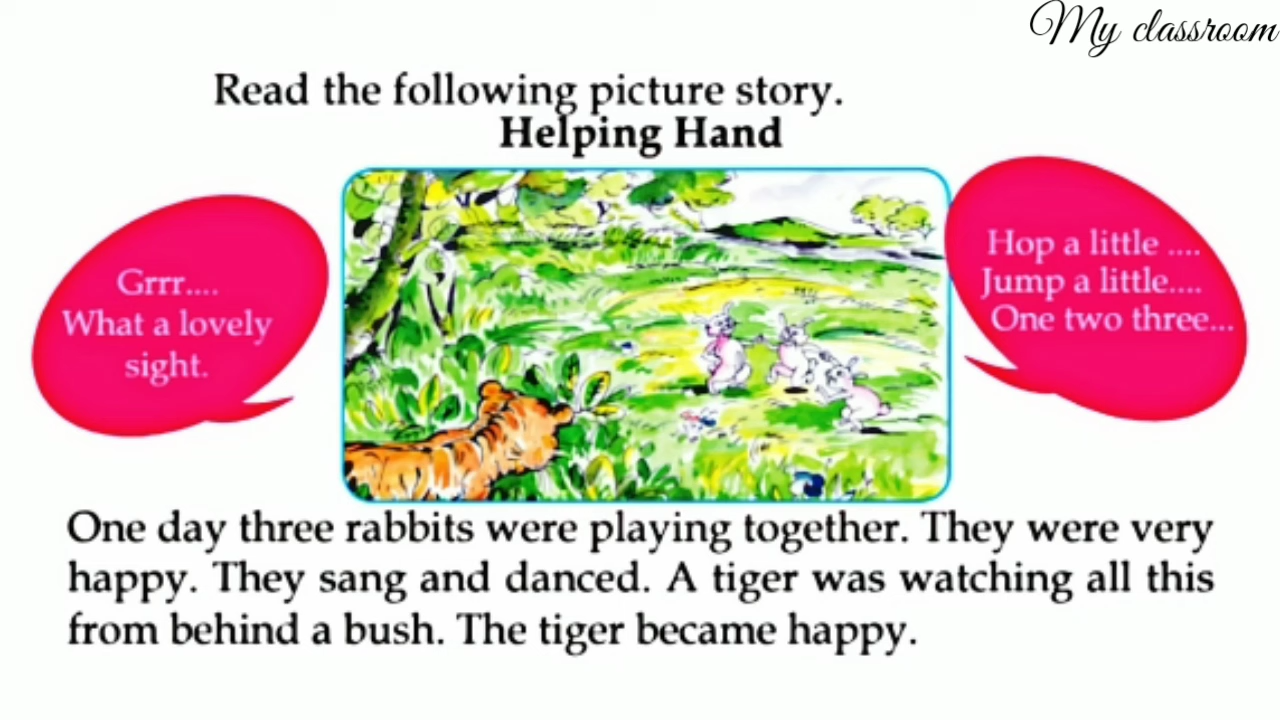 My classroom
Read the following picture story.
Helping Hand
Grrr....
What a lovely
sight.
Hop a little ....
Jump a little....
One two three...
One day three rabbits were playing together. They were very
happy. They sang and danced. A tiger was watching all this
from behind a bush. The tiger became happy.